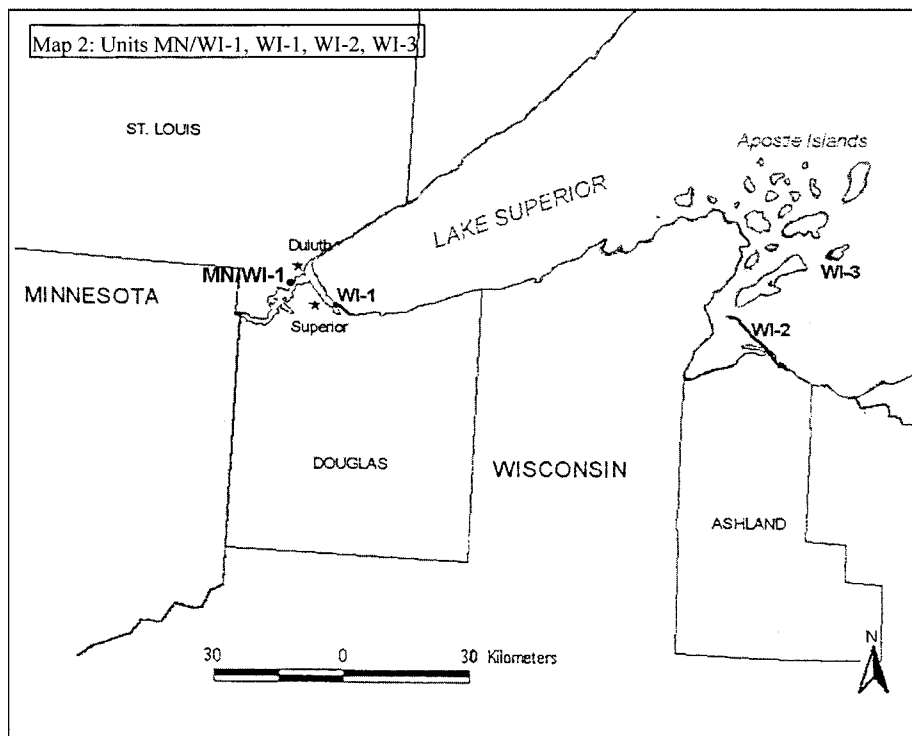 Map 2: Units MN/WI-1, WI-1, WI-2, WI-3
ST. LOUIS
Apostle Islands
LAKE SUPERIOR
Duluth
MN/WI-1
WI-3
MINNESOTA
WI-1
Superior
WI-2
DOUGLAS
WISCONSIN
ASHLAND
N
30 0 30 Kilometers